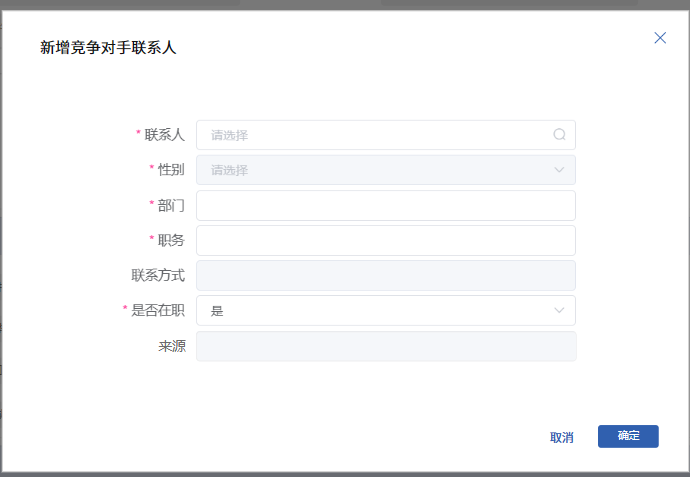 新增竞争对手联系人
* 联系人 请选择
* 性别 请选择
* 部门
* 职务
联系方式
* 是否在职 是
来源
取消 确定